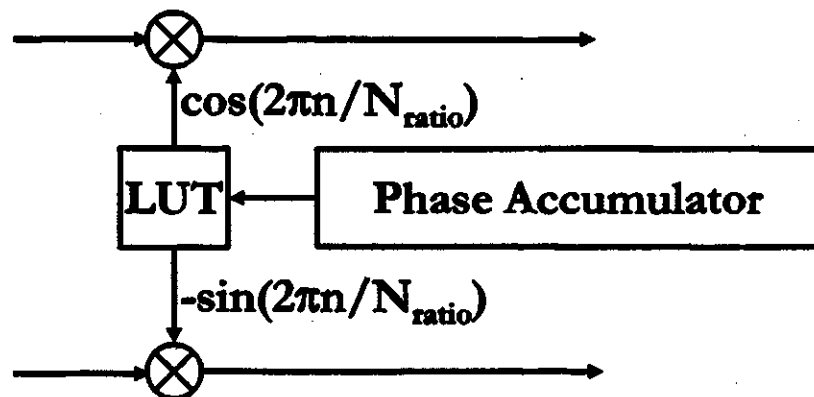 cos(2πn/N_ratio)
LUT
Phase Accumulator
-sin(2πn/N_ratio)